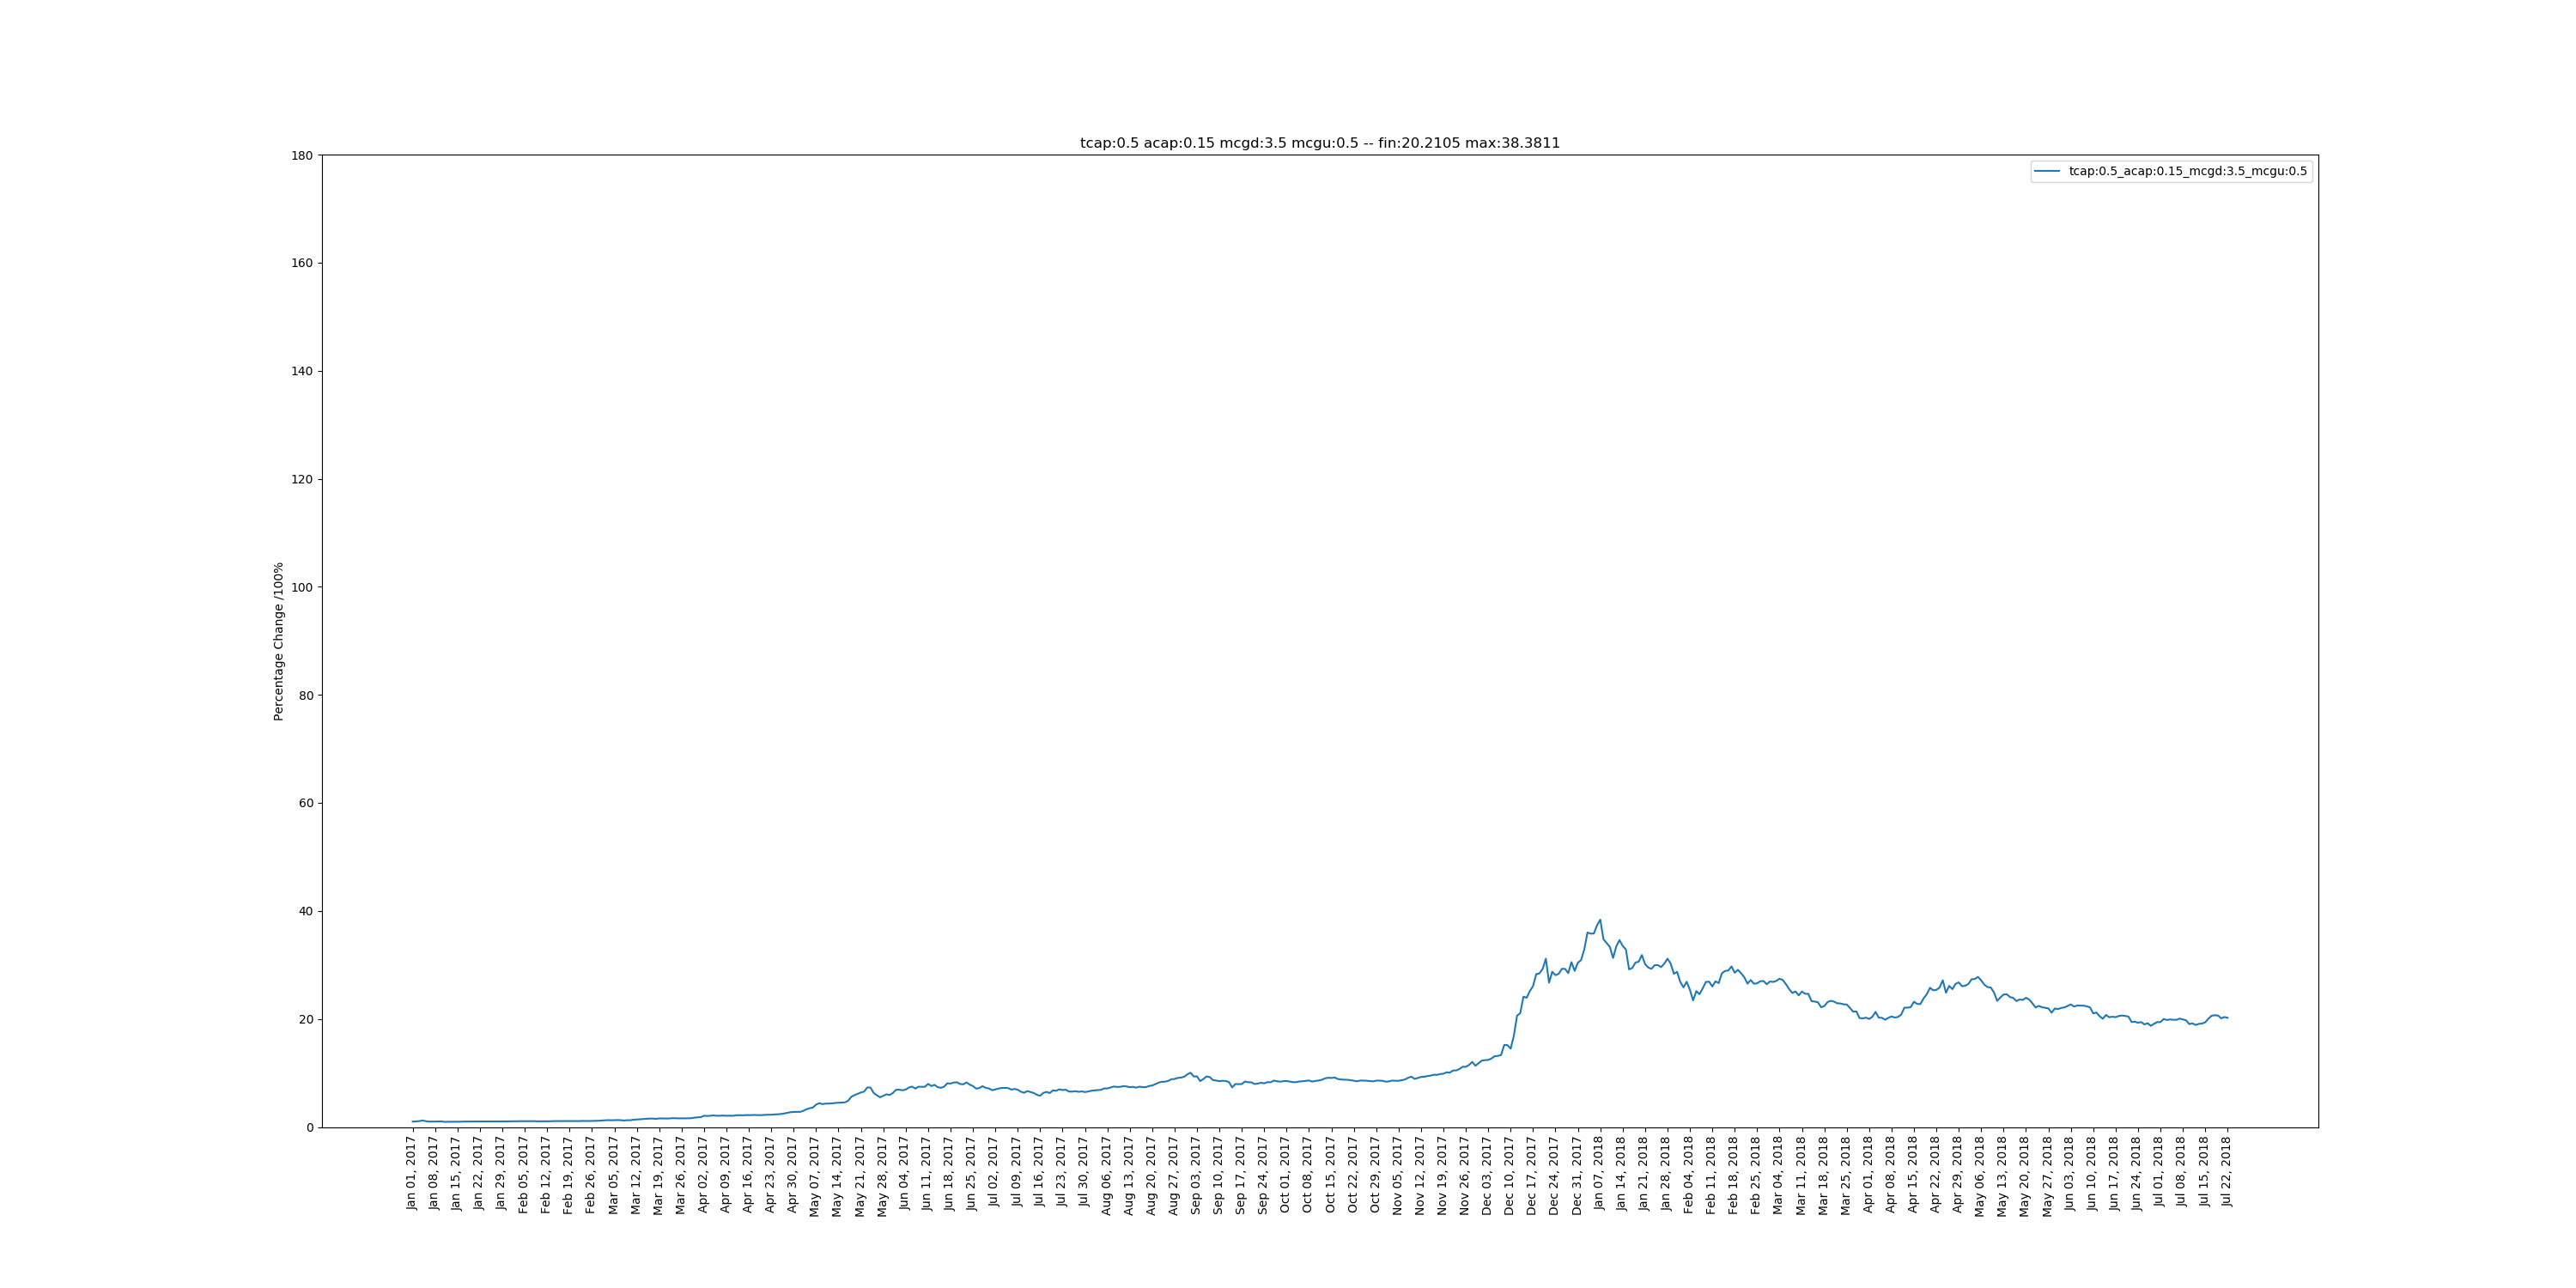 tcap:0.5 acap:0.15 mcgd:3.5 mcgu:0.5 -- fin:20.2105 max:38.3811
tcap:0.5_acap:0.15_mcgd:3.5_mcgu:0.5
Percentage Change /100%
180
160
140
120
100
80
60
40
20
0
Jan 01, 2017
Jan 08, 2017
Jan 15, 2017
Jan 22, 2017
Jan 29, 2017
Feb 05, 2017
Feb 12, 2017
Feb 19, 2017
Feb 26, 2017
Mar 05, 2017
Mar 12, 2017
Mar 19, 2017
Mar 26, 2017
Apr 02, 2017
Apr 09, 2017
Apr 16, 2017
Apr 23, 2017
Apr 30, 2017
May 07, 2017
May 14, 2017
May 21, 2017
May 28, 2017
Jun 04, 2017
Jun 11, 2017
Jun 18, 2017
Jun 25, 2017
Jul 02, 2017
Jul 09, 2017
Jul 16, 2017
Jul 23, 2017
Jul 30, 2017
Aug 06, 2017
Aug 13, 2017
Aug 20, 2017
Aug 27, 2017
Sep 03, 2017
Sep 10, 2017
Sep 17, 2017
Sep 24, 2017
Oct 01, 2017
Oct 08, 2017
Oct 15, 2017
Oct 22, 2017
Oct 29, 2017
Nov 05, 2017
Nov 12, 2017
Nov 19, 2017
Nov 26, 2017
Dec 03, 2017
Dec 10, 2017
Dec 17, 2017
Dec 24, 2017
Dec 31, 2017
Jan 07, 2018
Jan 14, 2018
Jan 21, 2018
Jan 28, 2018
Feb 04, 2018
Feb 11, 2018
Feb 18, 2018
Feb 25, 2018
Mar 04, 2018
Mar 11, 2018
Mar 18, 2018
Mar 25, 2018
Apr 01, 2018
Apr 08, 2018
Apr 15, 2018
Apr 22, 2018
Apr 29, 2018
May 06, 2018
May 13, 2018
May 20, 2018
May 27, 2018
Jun 03, 2018
Jun 10, 2018
Jun 17, 2018
Jun 24, 2018
Jul 01, 2018
Jul 08, 2018
Jul 15, 2018
Jul 22, 2018